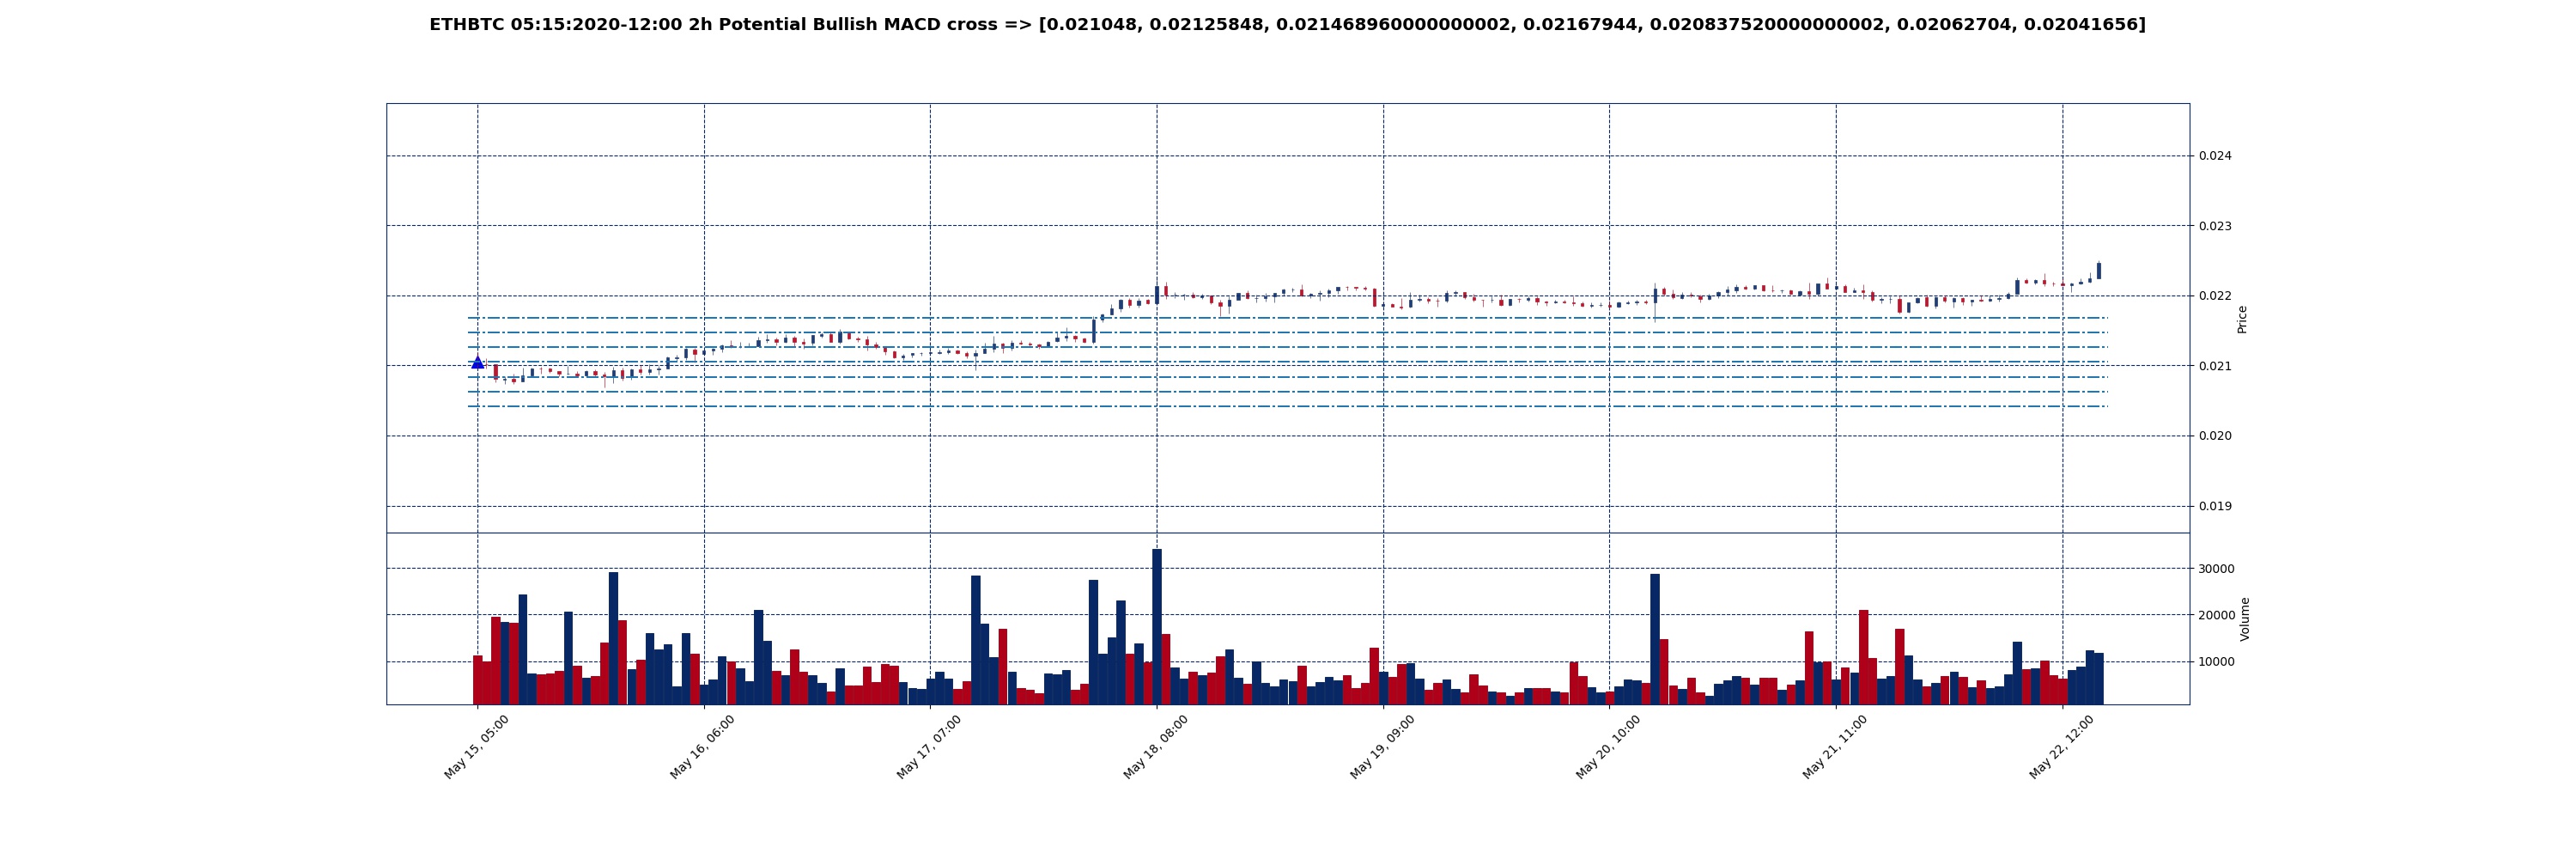 ETHBTC 05:15:2020-12:00 2h Potential Bullish MACD cross => [0.021048, 0.02125848, 0.021468960000000002, 0.02167944, 0.020837520000000002, 0.02062704, 0.02041656]
0.024
0.023
0.022
0.021
0.020
0.019
Price
30000
20000
10000
Volume
May 15, 05:00
May 16, 06:00
May 17, 07:00
May 18, 08:00
May 19, 09:00
May 20, 10:00
May 21, 11:00
May 22, 12:00